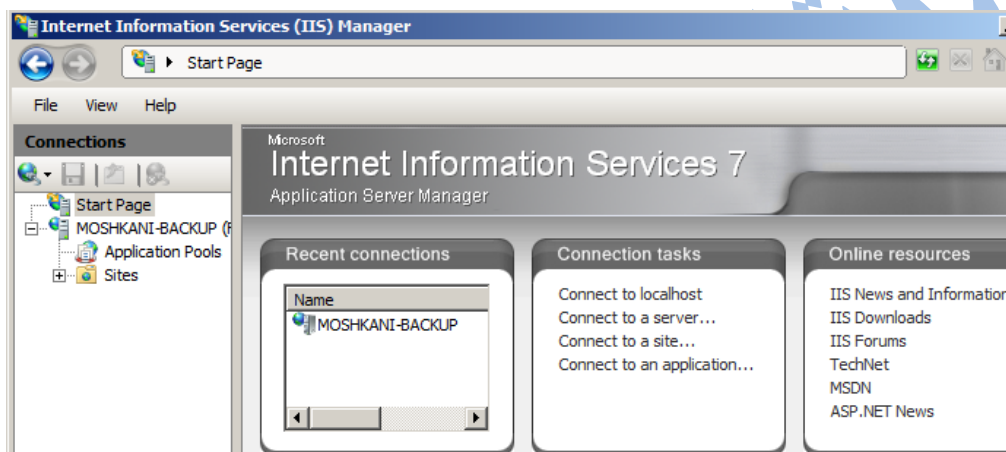 Internet Information Services (IIS) Manager
Start Page
File View Help
Connections
Start Page
MOSHKANI-BACKUP
Application Pools
Sites
Microsoft
Internet Information Services 7
Application Server Manager
Recent connections
Name
MOSHKANI-BACKUP
Connection tasks
Connect to localhost
Connect to a server...
Connect to a site...
Connect to an application...
Online resources
IIS News and Information
IIS Downloads
IIS Forums
TechNet
MSDN
ASP.NET News